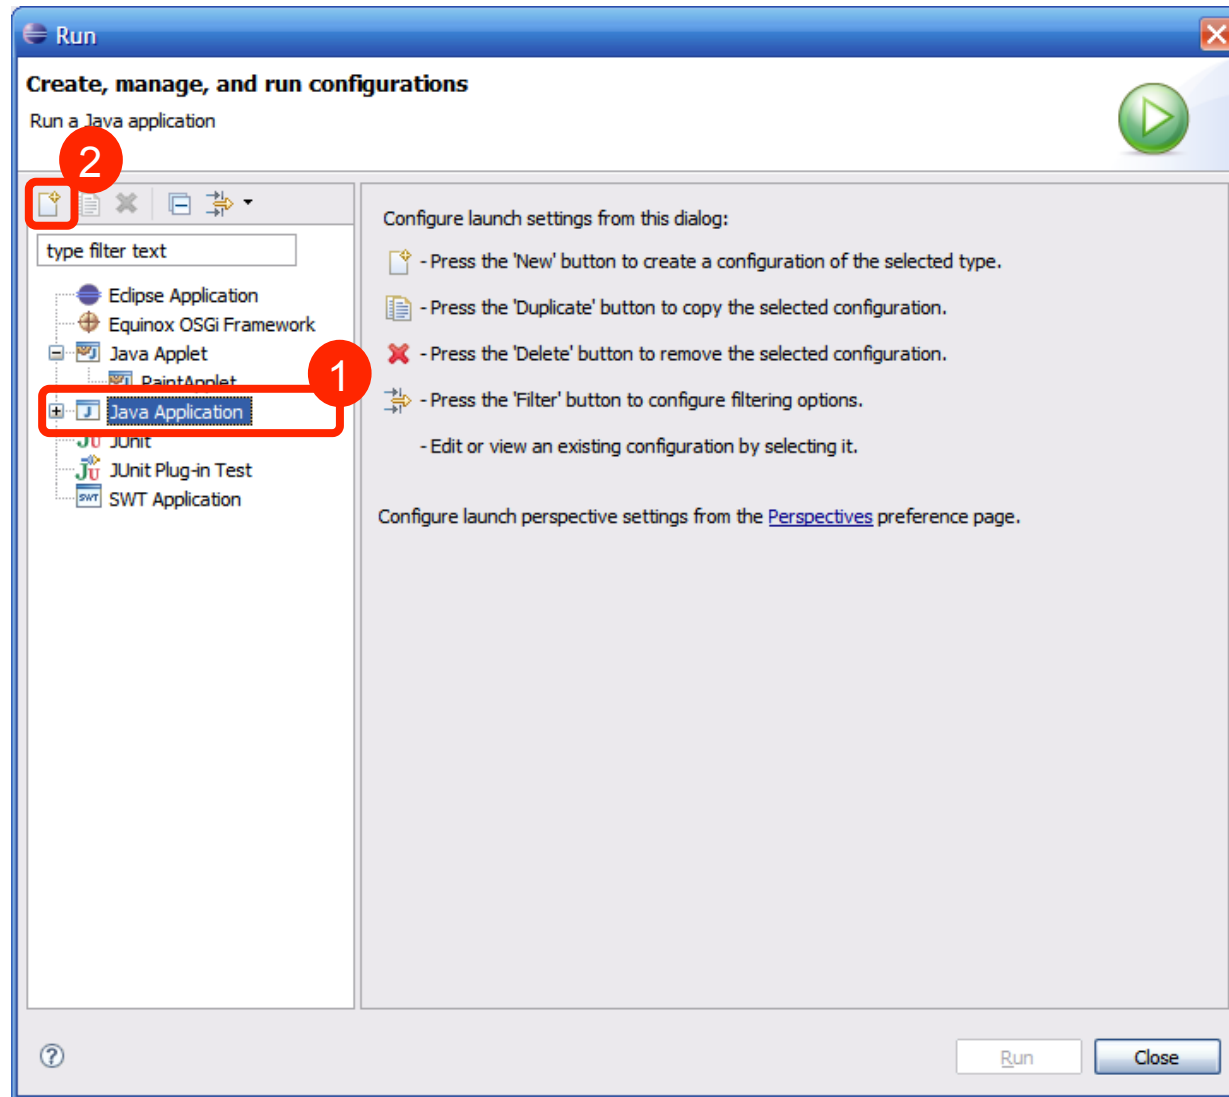 Run
Create, manage, and run configurations
Run a Java application
2
type filter text
Eclipse Application
Equinox OSGi Framework
Java Applet
PaintApplet
1
Java Application
JUnit
JUnit Plug-in Test
SWT Application
Configure launch settings from this dialog:
- Press the 'New' button to create a configuration of the selected type.
- Press the 'Duplicate' button to copy the selected configuration.
- Press the 'Delete' button to remove the selected configuration.
- Press the 'Filter' button to configure filtering options.
- Edit or view an existing configuration by selecting it.
Configure launch perspective settings from the Perspectives preference page.
Run
Close